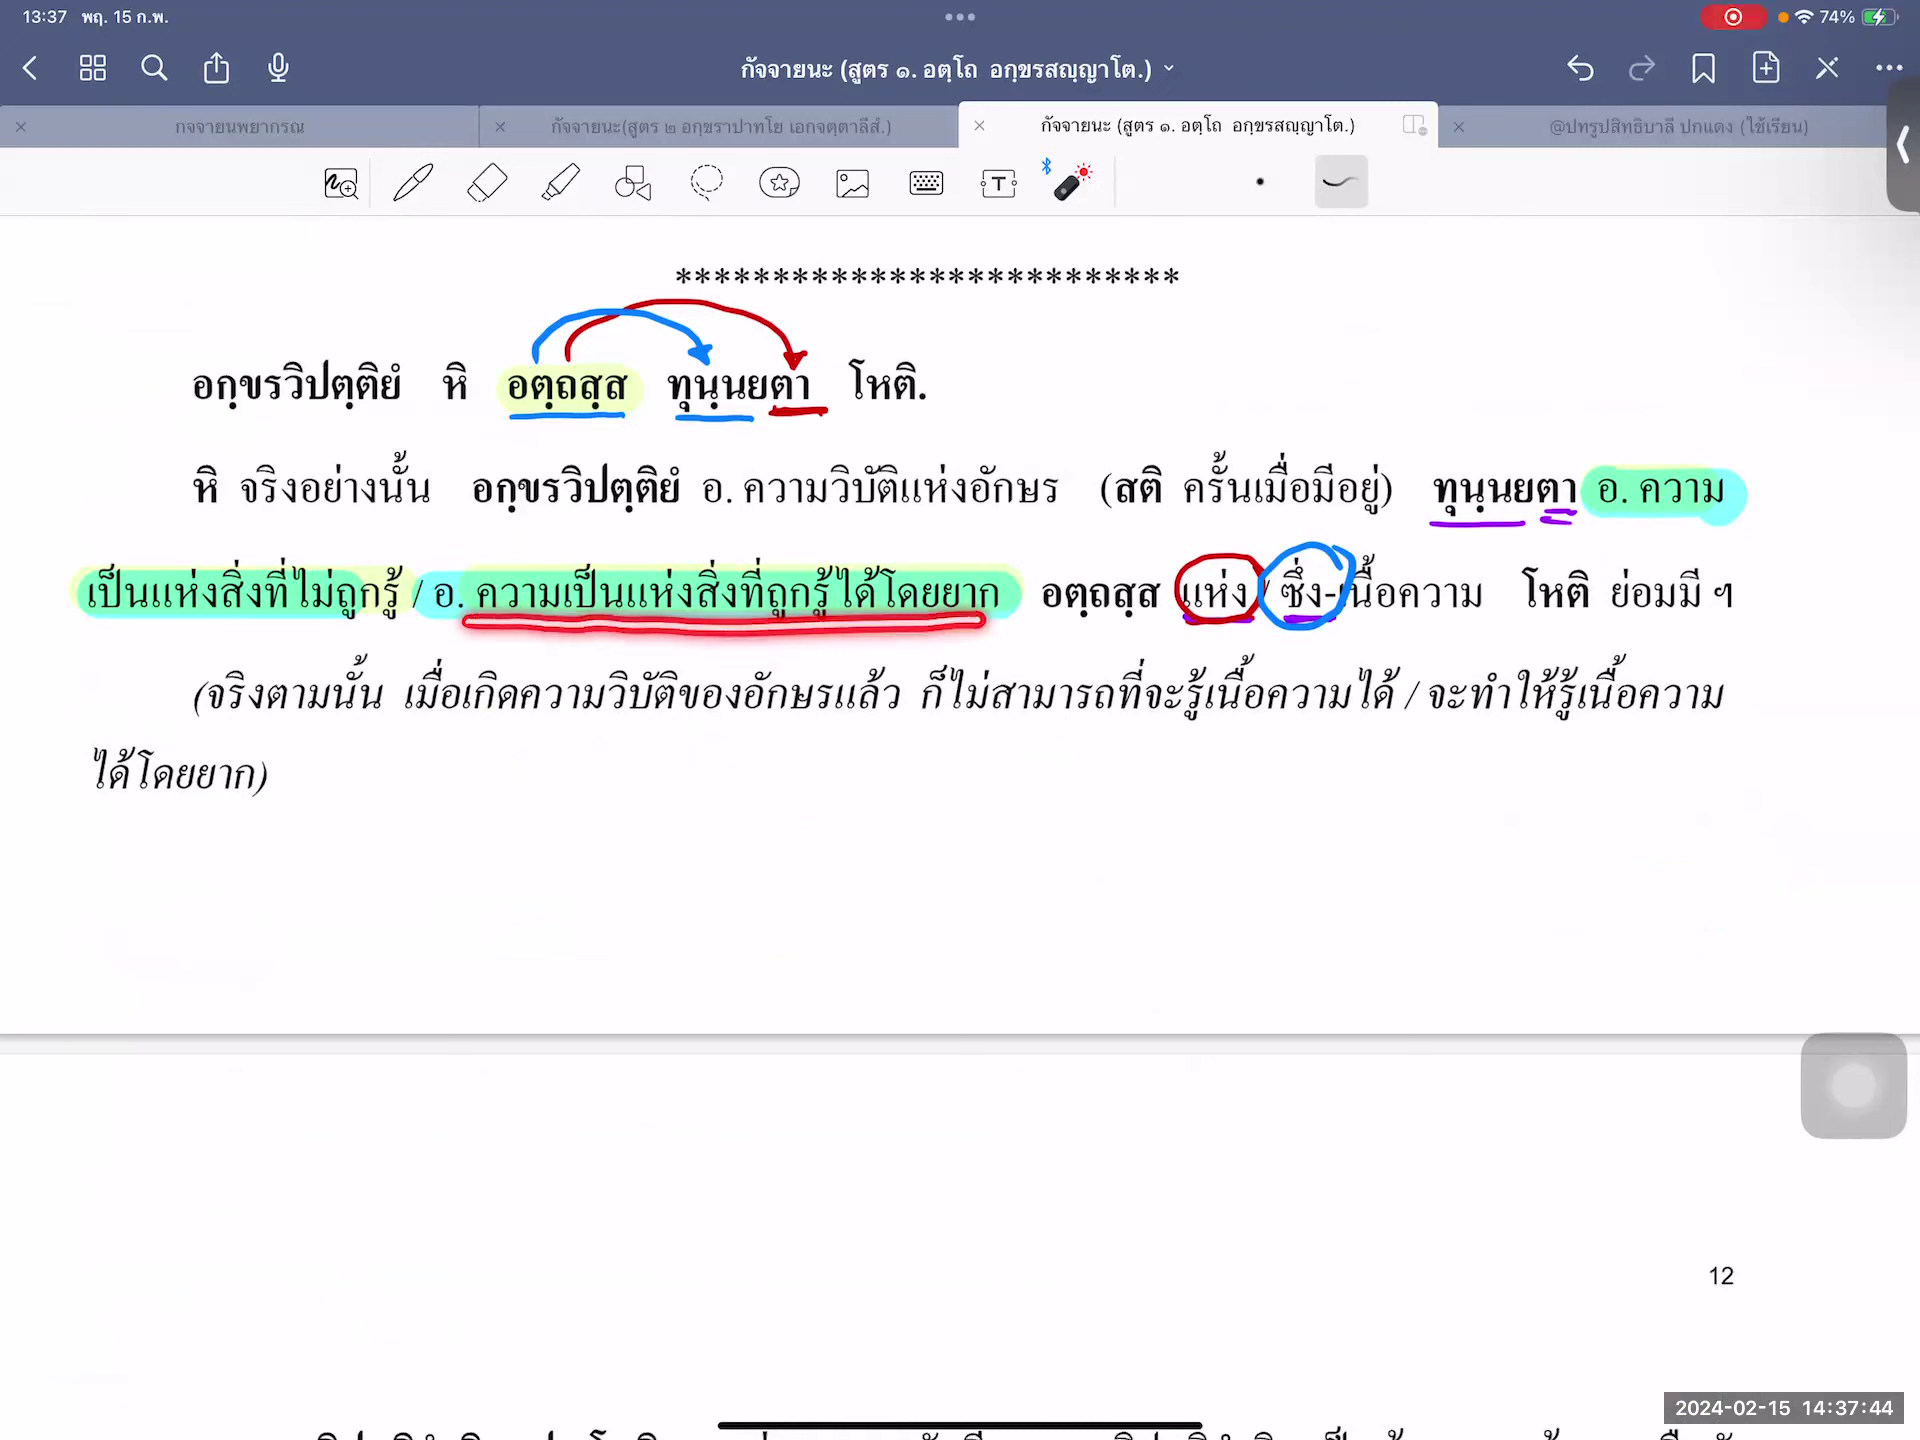 13:37 พฤ. 15 ก.พ.
74%
กัจจายนะ (สูตร ๑. อตฺโถ อกฺขรสญฺญาโต.)
กจจายนพยากรณ
กัจจายนะ(สูตร ๒ อกฺขราปาทโย เอกจตฺตาลีสํ.)
กัจจายนะ (สูตร ๑. อตฺโถ อกฺขรสญฺญาโต.)
@ปทรูปสิทธิบาลี ปกแดง (ใช้เรียน)
**************************
อกฺขรวิปตฺติยํ หิ อตฺถสฺส ทุนฺนยตา โหติ.
หิ จริงอย่างนั้น อกฺขรวิปตฺติยํ อ. ความวิบัติแห่งอักษร (สติ ครั้นเมื่อมีอยู่) ทุนฺนยตา อ. ความ
เป็นแห่งสิ่งที่ไม่ถูกรู้ / อ. ความเป็นแห่งสิ่งที่ถูกรู้ได้โดยยาก อตฺถสฺส แห่ง / ซึ่ง-เนื้อความ โหติ ย่อมมี ฯ
(จริงตามนั้น เมื่อเกิดความวิบัติของอักษรแล้ว ก็ไม่สามารถที่จะรู้เนื้อความได้ / จะทำให้รู้เนื้อความ
ได้โดยยาก)
12
2024-02-15 14:37:44